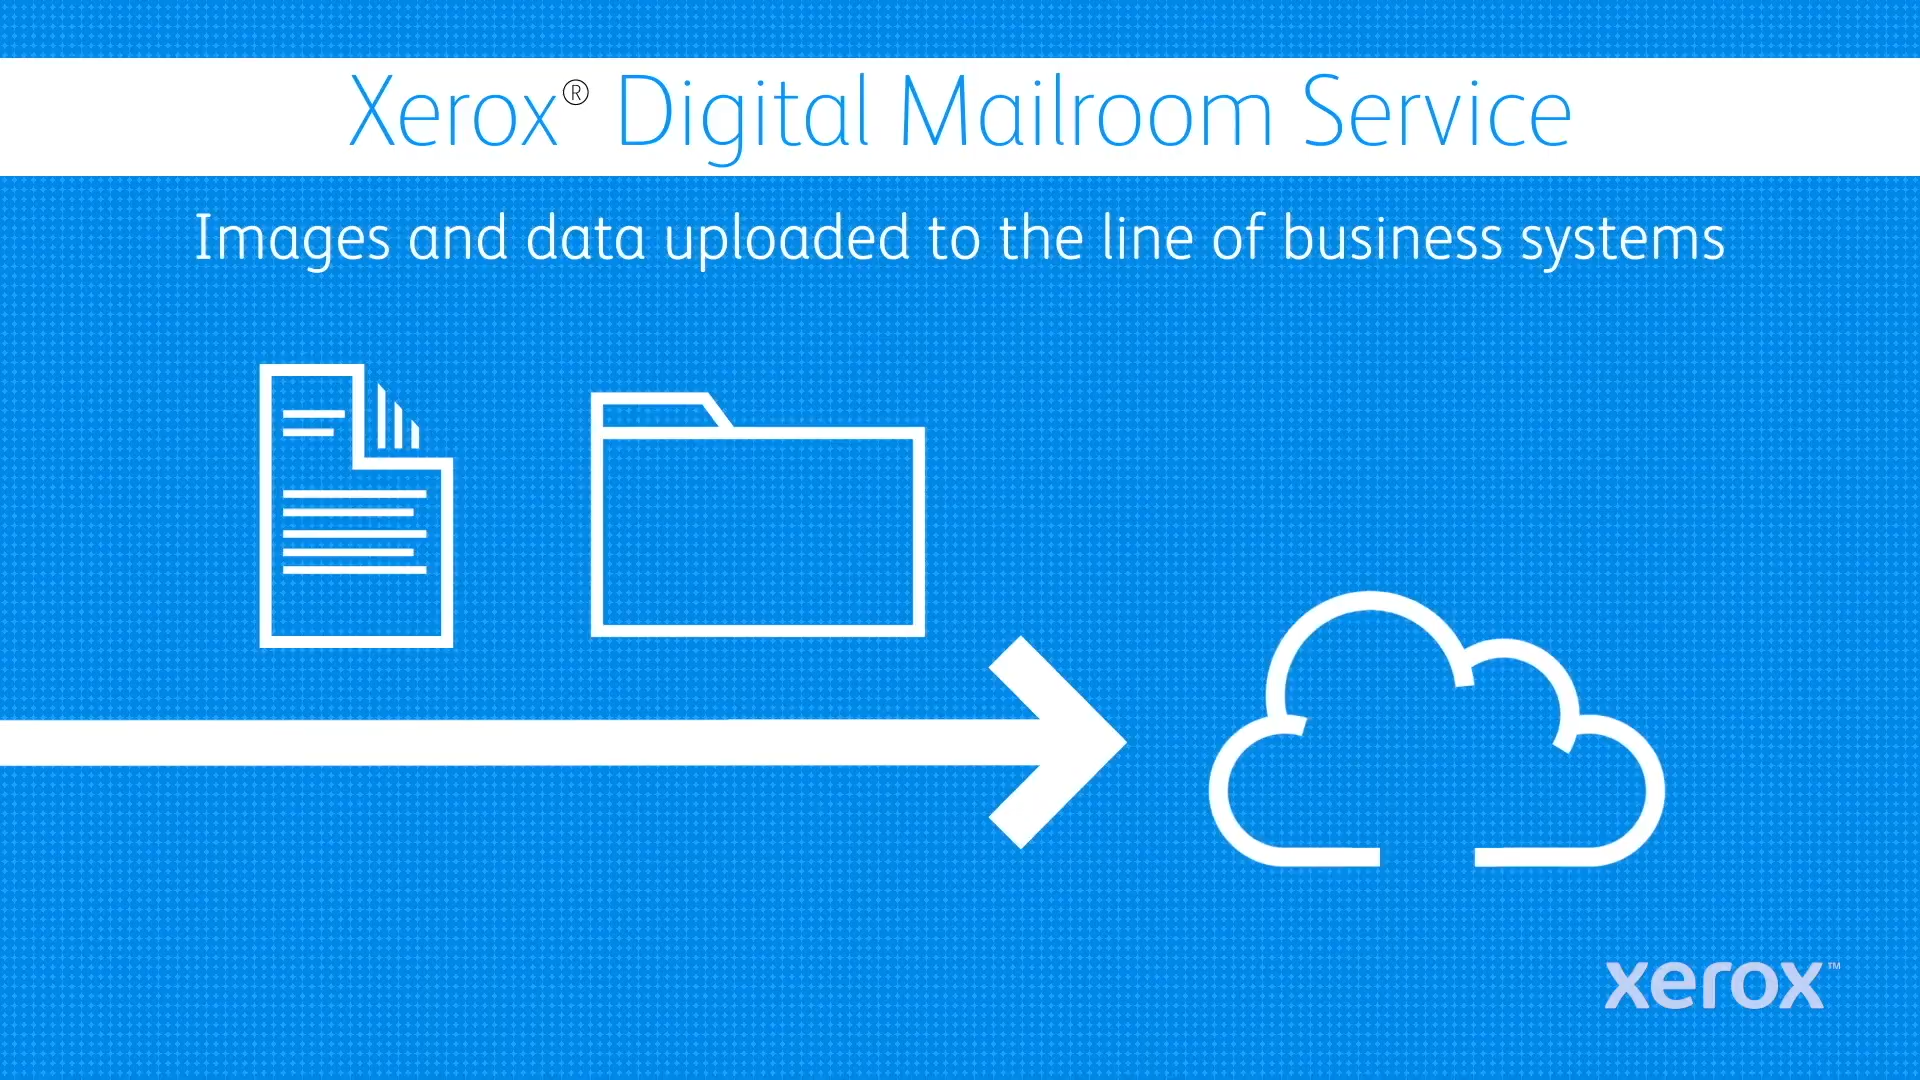 Xerox® Digital Mailroom Service
Images and data uploaded to the line of business systems
xerox™